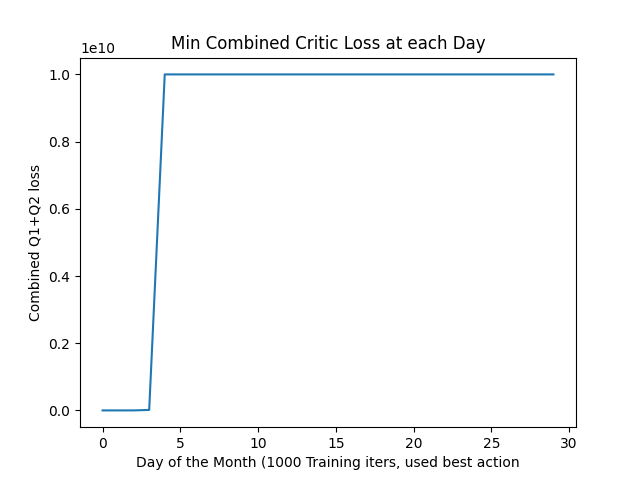 Min Combined Critic Loss at each Day
1e10
1.0
0.8
0.6
0.4
0.2
0.0
Combined Q1+Q2 loss
0 5 10 15 20 25 30
Day of the Month (1000 Training iters, used best action